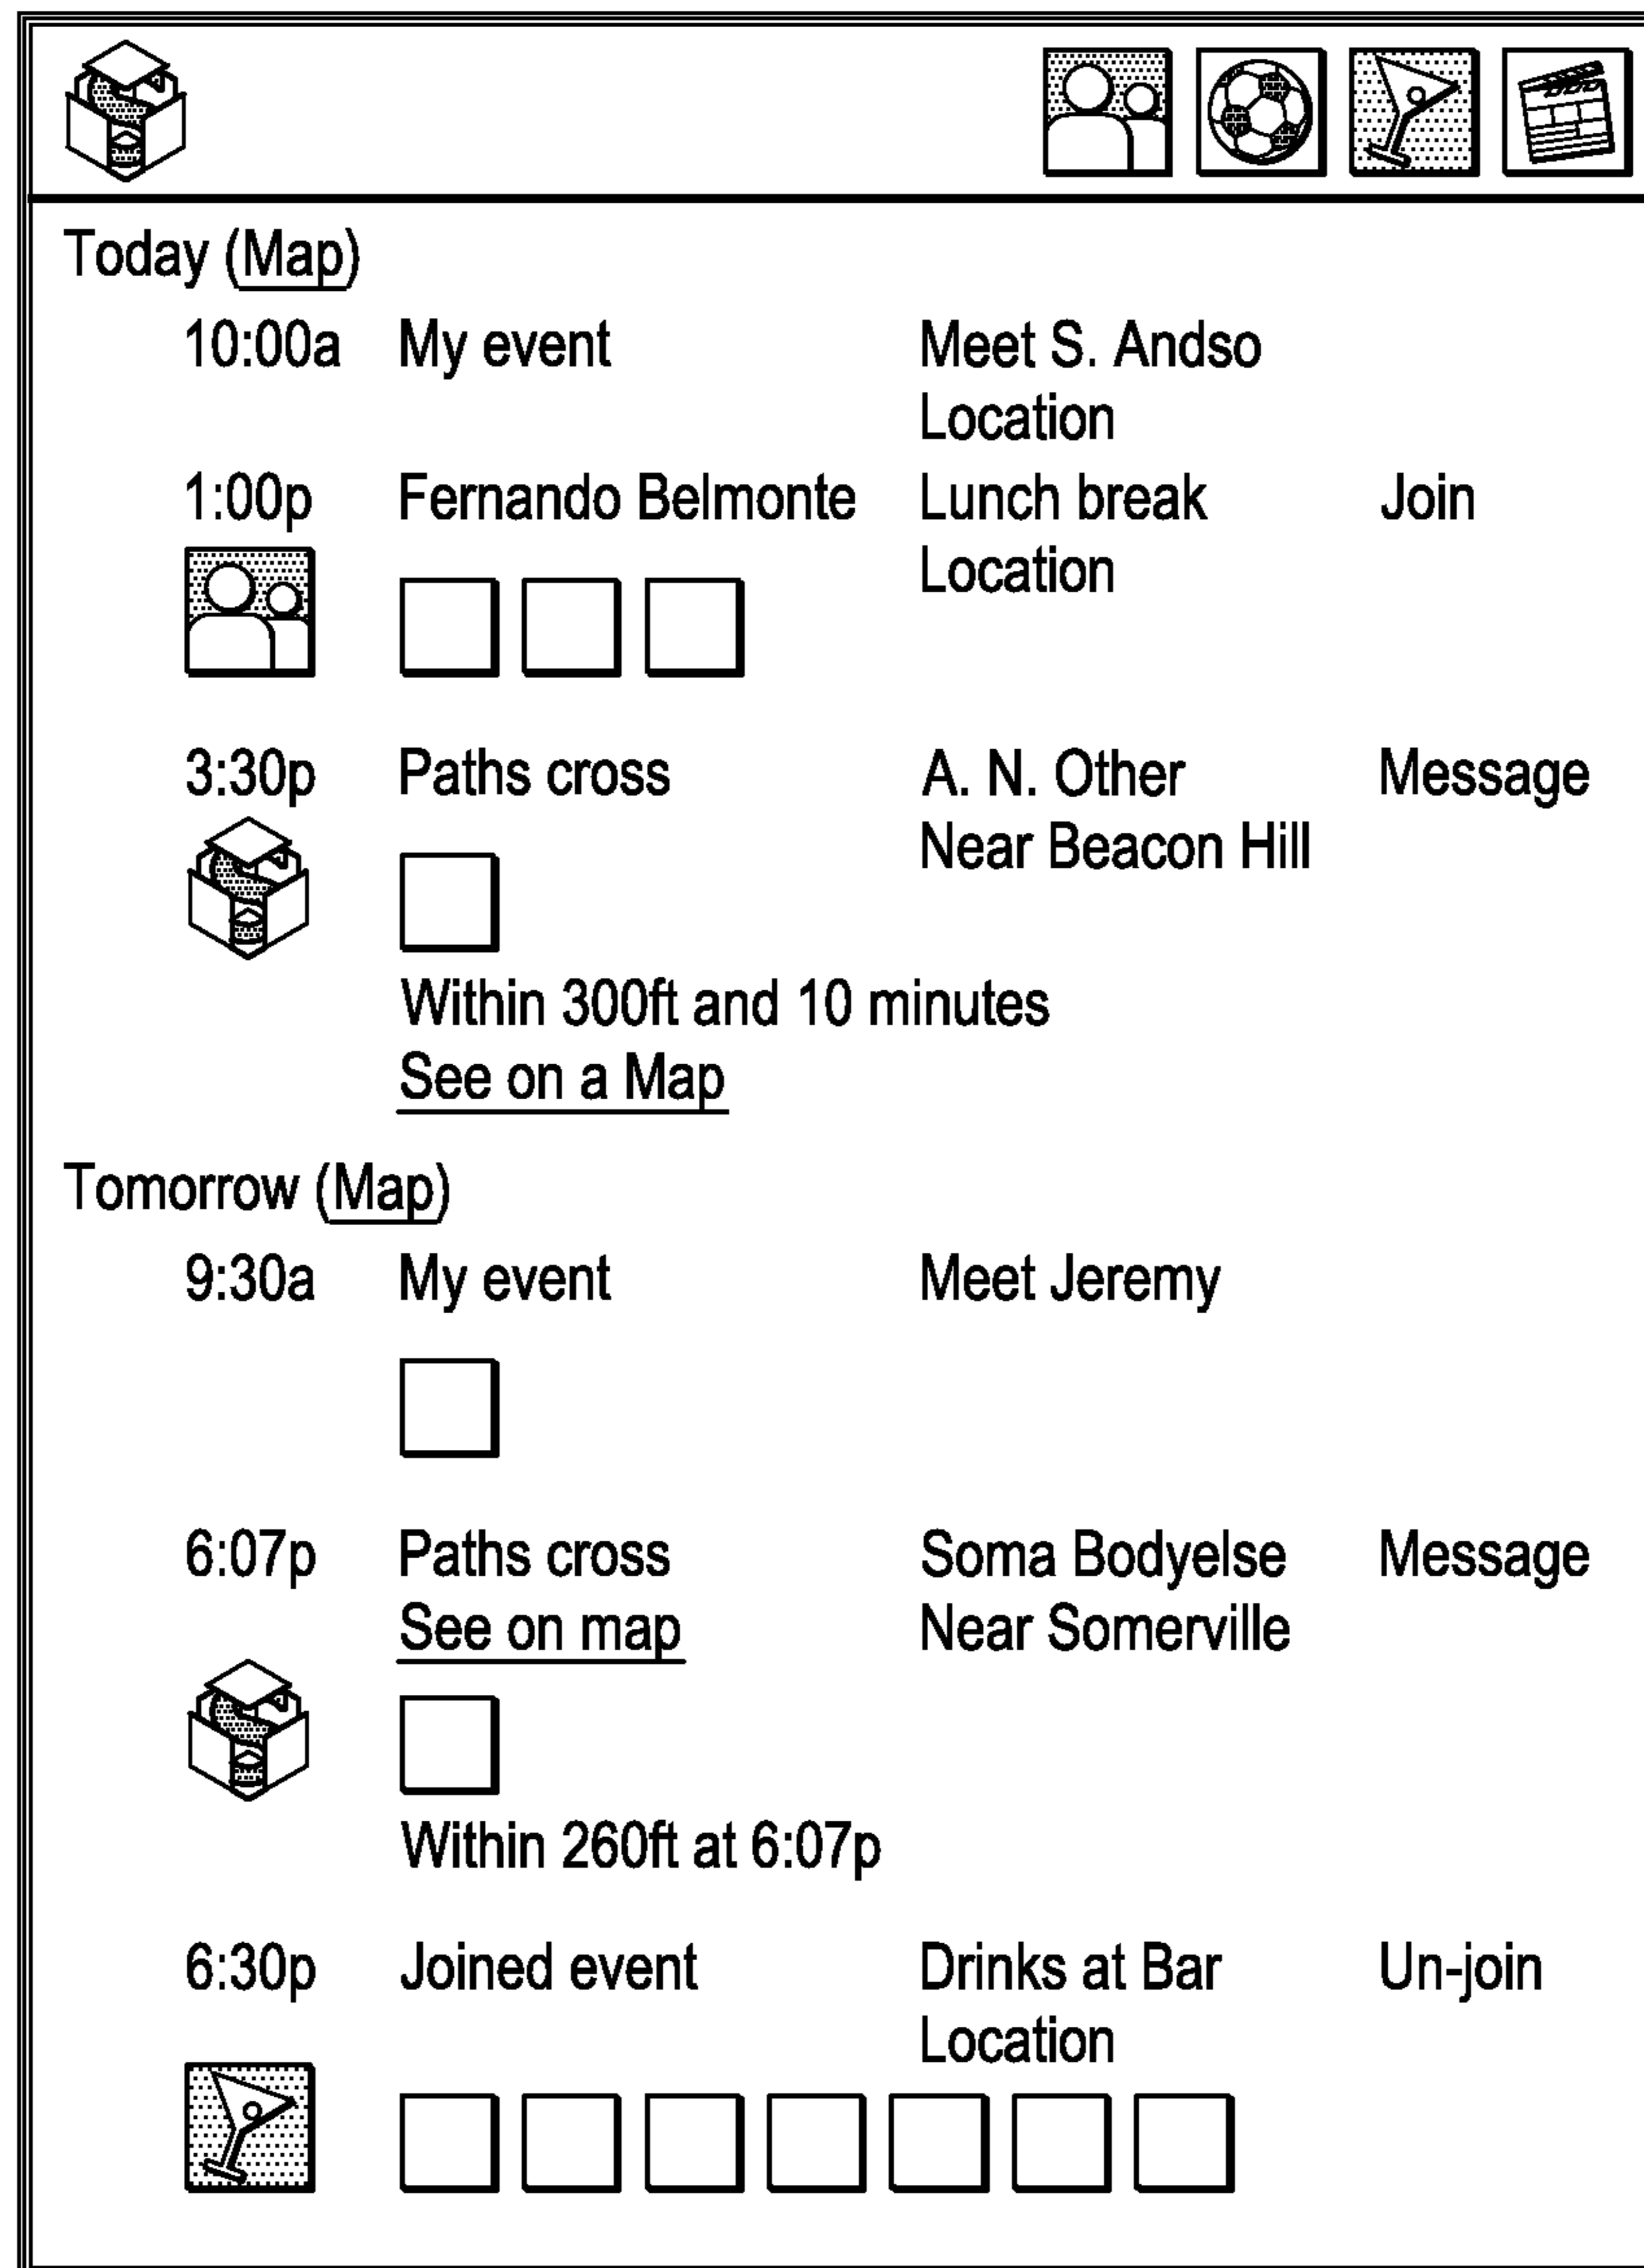 Today (Map)
10:00a My event Meet S. Andso
Location
1:00p Fernando Belmonte Lunch break Join
Location
3:30p Paths cross A. N. Other Message
Near Beacon Hill
Within 300ft and 10 minutes
See on a Map
Tomorrow (Map)
9:30a My event Meet Jeremy
6:07p Paths cross Soma Bodyelse Message
See on map Near Somerville
Within 260ft at 6:07p
6:30p Joined event Drinks at Bar Un-join
Location